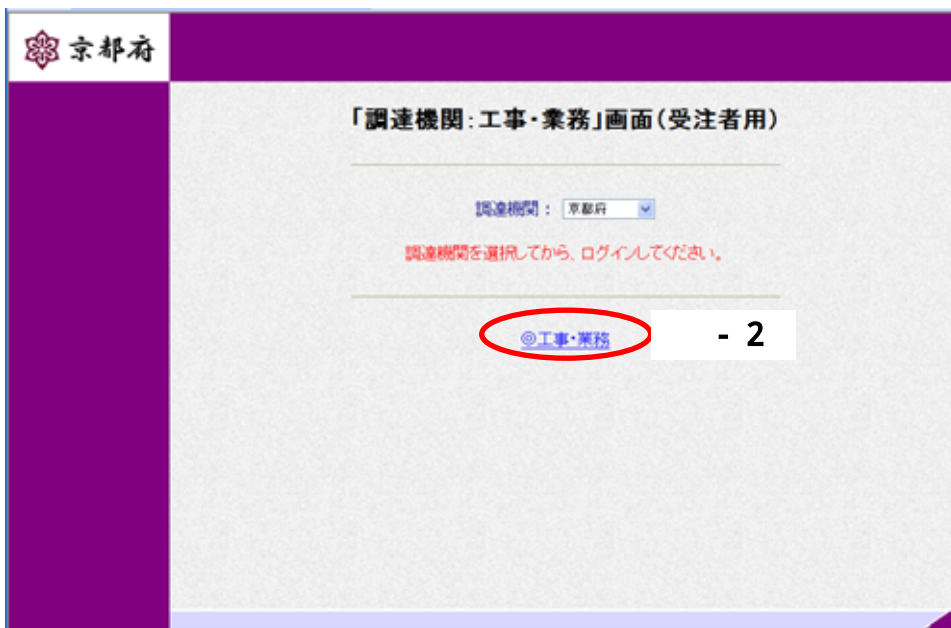 京都府
「調達機関:工事・業務」画面(受注者用)
調達機関: 京都府
調達機関を選択してから、ログインしてください。
◎工事・業務
- 2